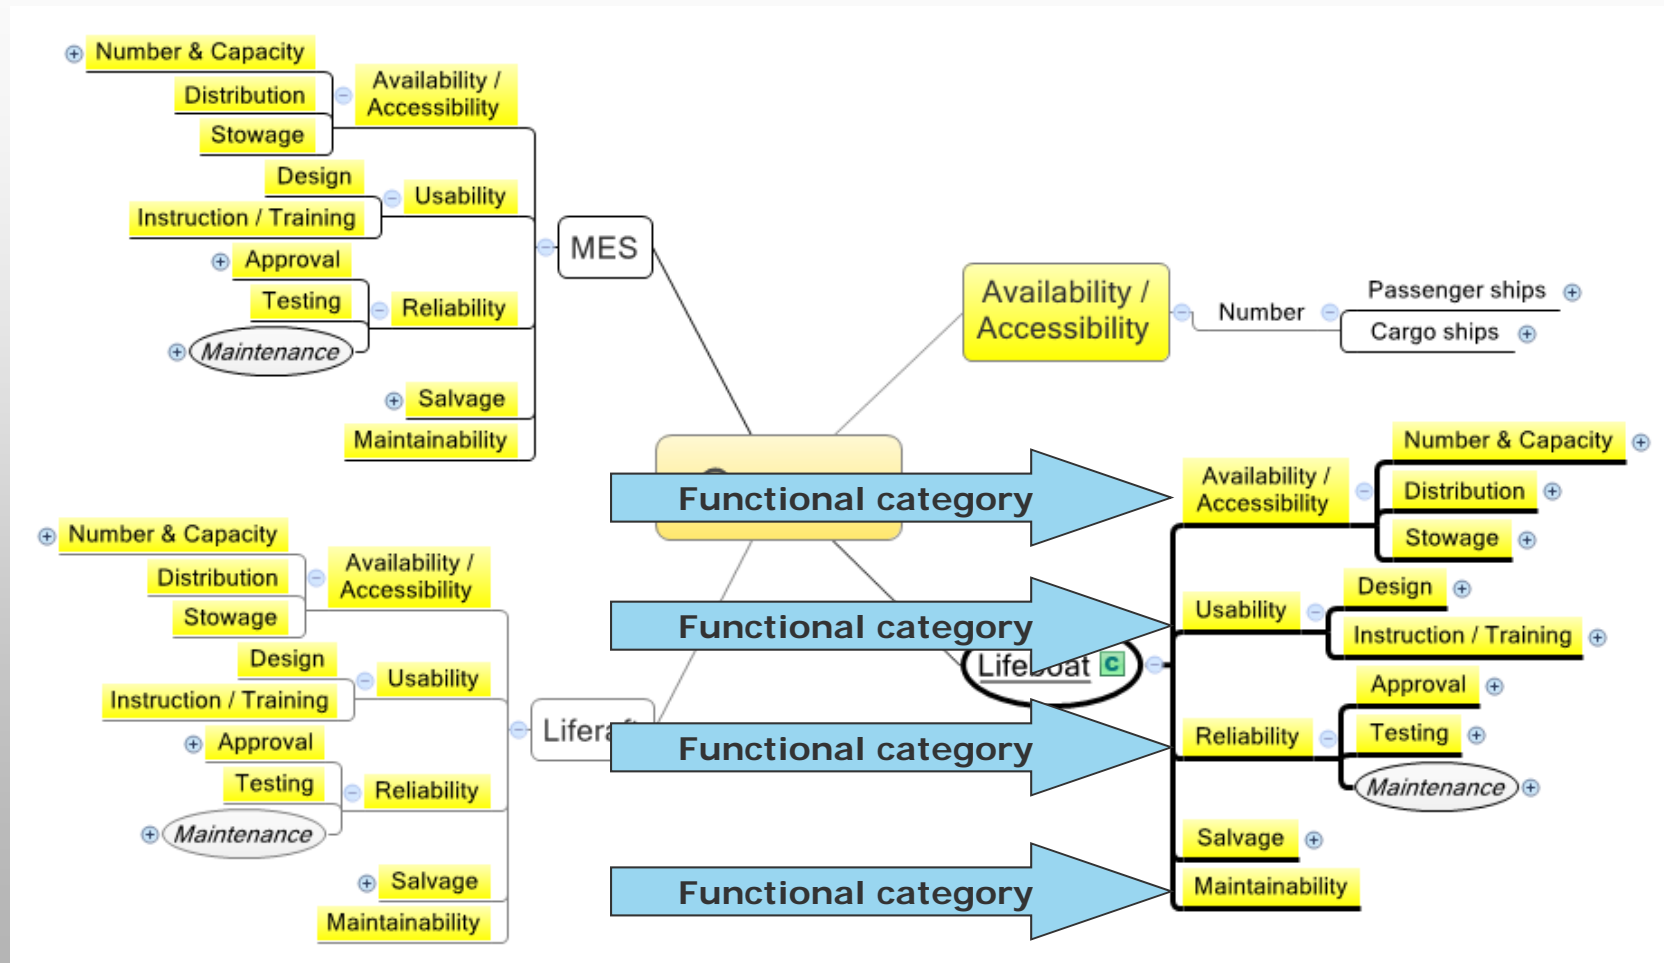 Number & Capacity
Distribution
Stowage
Availability /
Accessibility
Design
Instruction / Training
Usability
Approval
Testing
Maintenance
Reliability
Salvage
Maintainability
MES
Availability /
Accessibility
Number
Passenger ships
Cargo ships
Number & Capacity
Distribution
Stowage
Availability /
Accessibility
Design
Instruction / Training
Usability
Approval
Testing
Maintenance
Reliability
Salvage
Maintainability
Functional category
Functional category
Functional category
Functional category
Lifeboat C
Availability /
Accessibility
Number & Capacity
Distribution
Stowage
Usability
Design
Instruction / Training
Reliability
Approval
Testing
Maintenance
Salvage
Maintainability